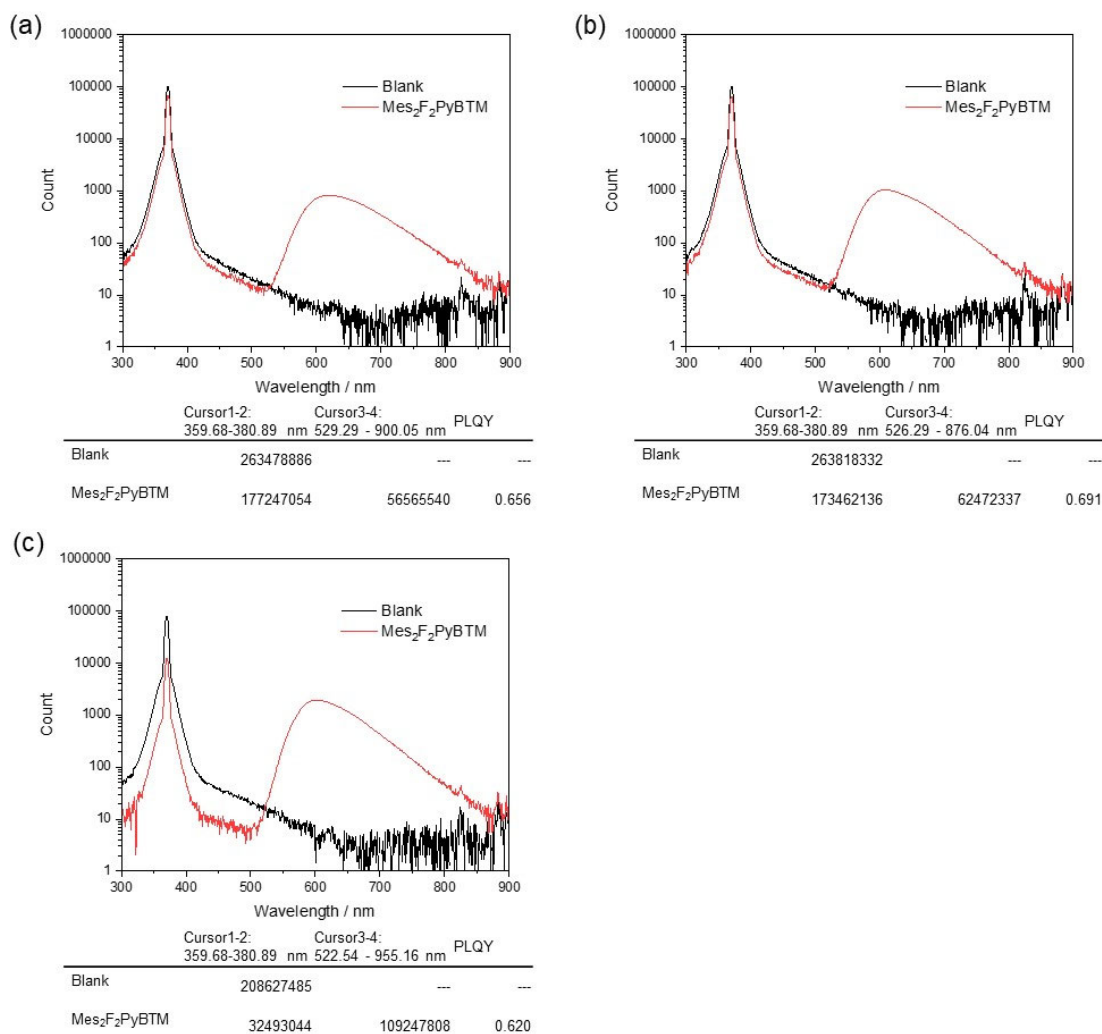 (a)
1000000
100000
10000
1000
100
10
1
Count
Blank
Mes₂F₂PyBTM
300 400 500 600 700 800 900
Wavelength / nm
Cursor1-2: Cursor3-4: PLQY
359.68-380.89 nm 529.29 - 900.05 nm
Blank 263478886 --- ---
Mes₂F₂PyBTM 177247054 56565540 0.656
(b)
1000000
100000
10000
1000
100
10
1
Count
Blank
Mes₂F₂PyBTM
300 400 500 600 700 800 900
Wavelength / nm
Cursor1-2: Cursor3-4: PLQY
359.68-380.89 nm 526.29 - 876.04 nm
Blank 263818332 --- ---
Mes₂F₂PyBTM 173462136 62472337 0.691
(c)
1000000
100000
10000
1000
100
10
1
Count
Blank
Mes₂F₂PyBTM
300 400 500 600 700 800 900
Wavelength / nm
Cursor1-2: Cursor3-4: PLQY
359.68-380.89 nm 522.54 - 955.16 nm
Blank 208627485 --- ---
Mes₂F₂PyBTM 32493044 109247808 0.620